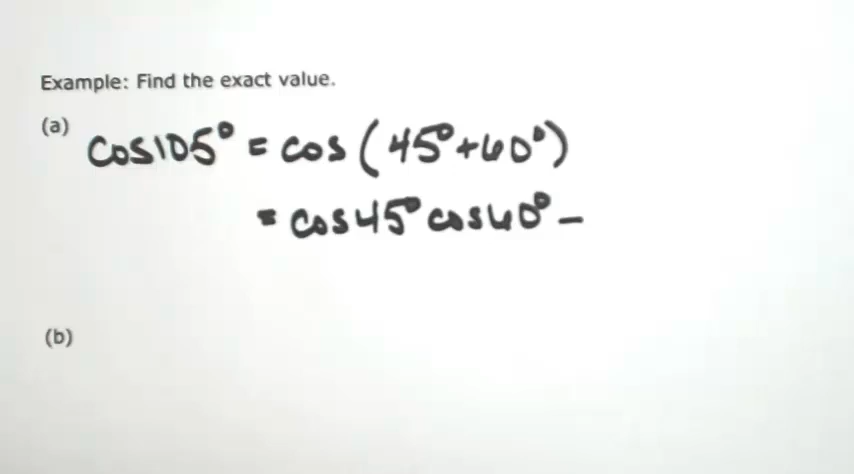 Example: Find the exact value.
(a) cos105° = cos(45°+60°)
= cos45°cos60° –
(b)